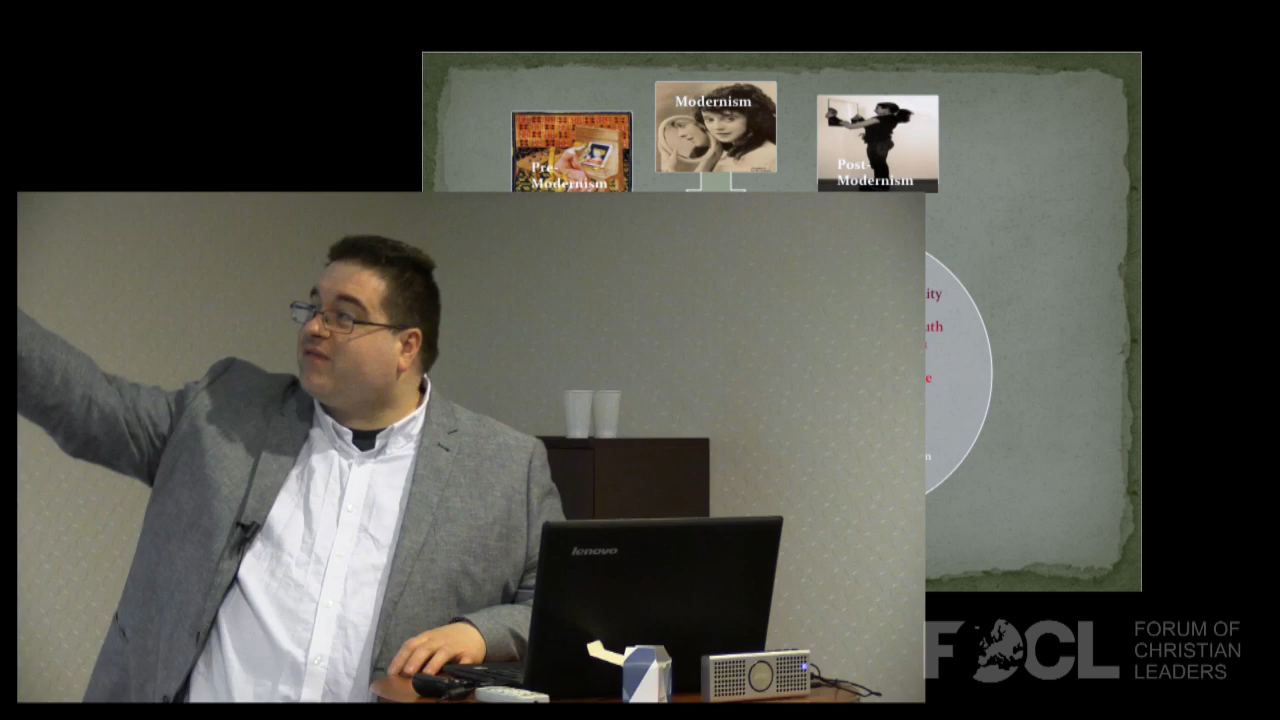 Modernism
Pre-
Modernism
Post-
Modernism
lenovo
FOCL
FORUM OF
CHRISTIAN
LEADERS